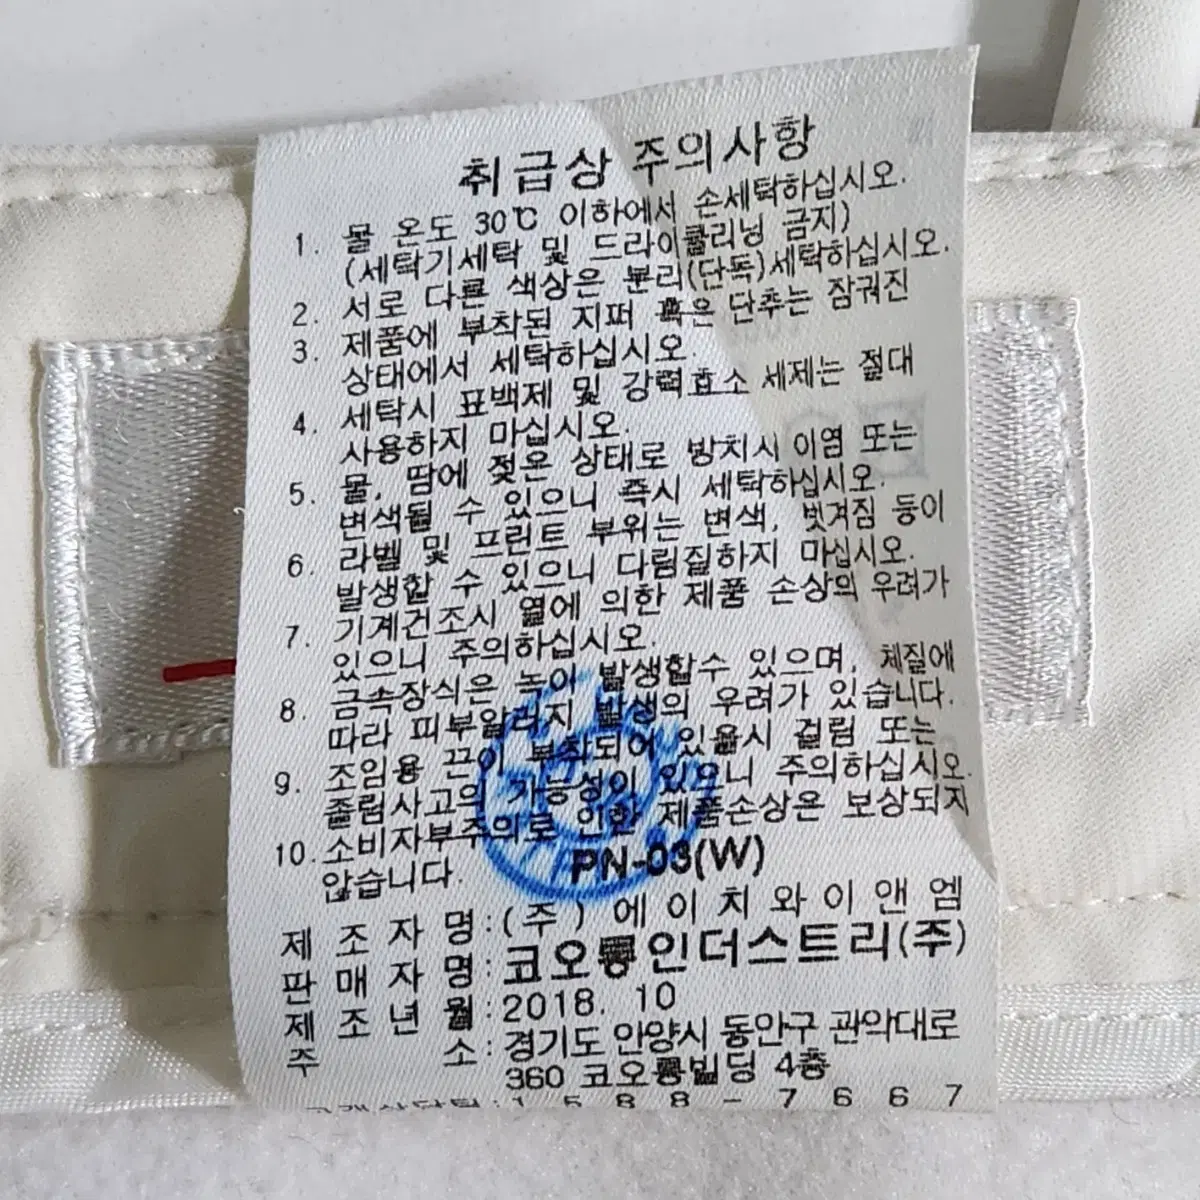 취급상 주의사항
1. 물 온도 30℃ 이하에서 손세탁하십시오.
(세탁기세탁 및 드라이클리닝 금지)
2. 서로 다른 색상은 분리(단독)세탁하십시오.
3. 제품에 부착된 지퍼 혹은 단추는 잠궈진
상태에서 세탁하십시오.
4. 세탁시 표백제 및 강력효소 세제는 절대
사용하지 마십시오.
5. 물, 땀에 젖은 상태로 방치시 이염 또는
변색될 수 있으니 즉시 세탁하십시오.
6. 라벨 및 프린트 부위는 변색, 벗겨짐 등이
발생할 수 있으니 다림질하지 마십시오.
7. 기계건조시 열에 의한 제품 손상의 우려가
있으니 주의하십시오.
8. 금속장식은 녹이 발생할수 있으며, 체질에
따라 피부알러지 발생의 우려가 있습니다.
9. 조임용 끈이 부착되어 있을시 걸림 또는
졸림사고의 가능성이 있으니 주의하십시오.
10. 소비자부주의로 인한 제품손상은 보상되지
않습니다.
PN-03(W)
제조자명:(주)에이치와이앤엠
판매자명:코오롱인더스트리(주)
제조년월:2018. 10
주소:경기도 안양시 동안구 관악대로
360 코오롱빌딩 4층
고객상담팀:1588-7667